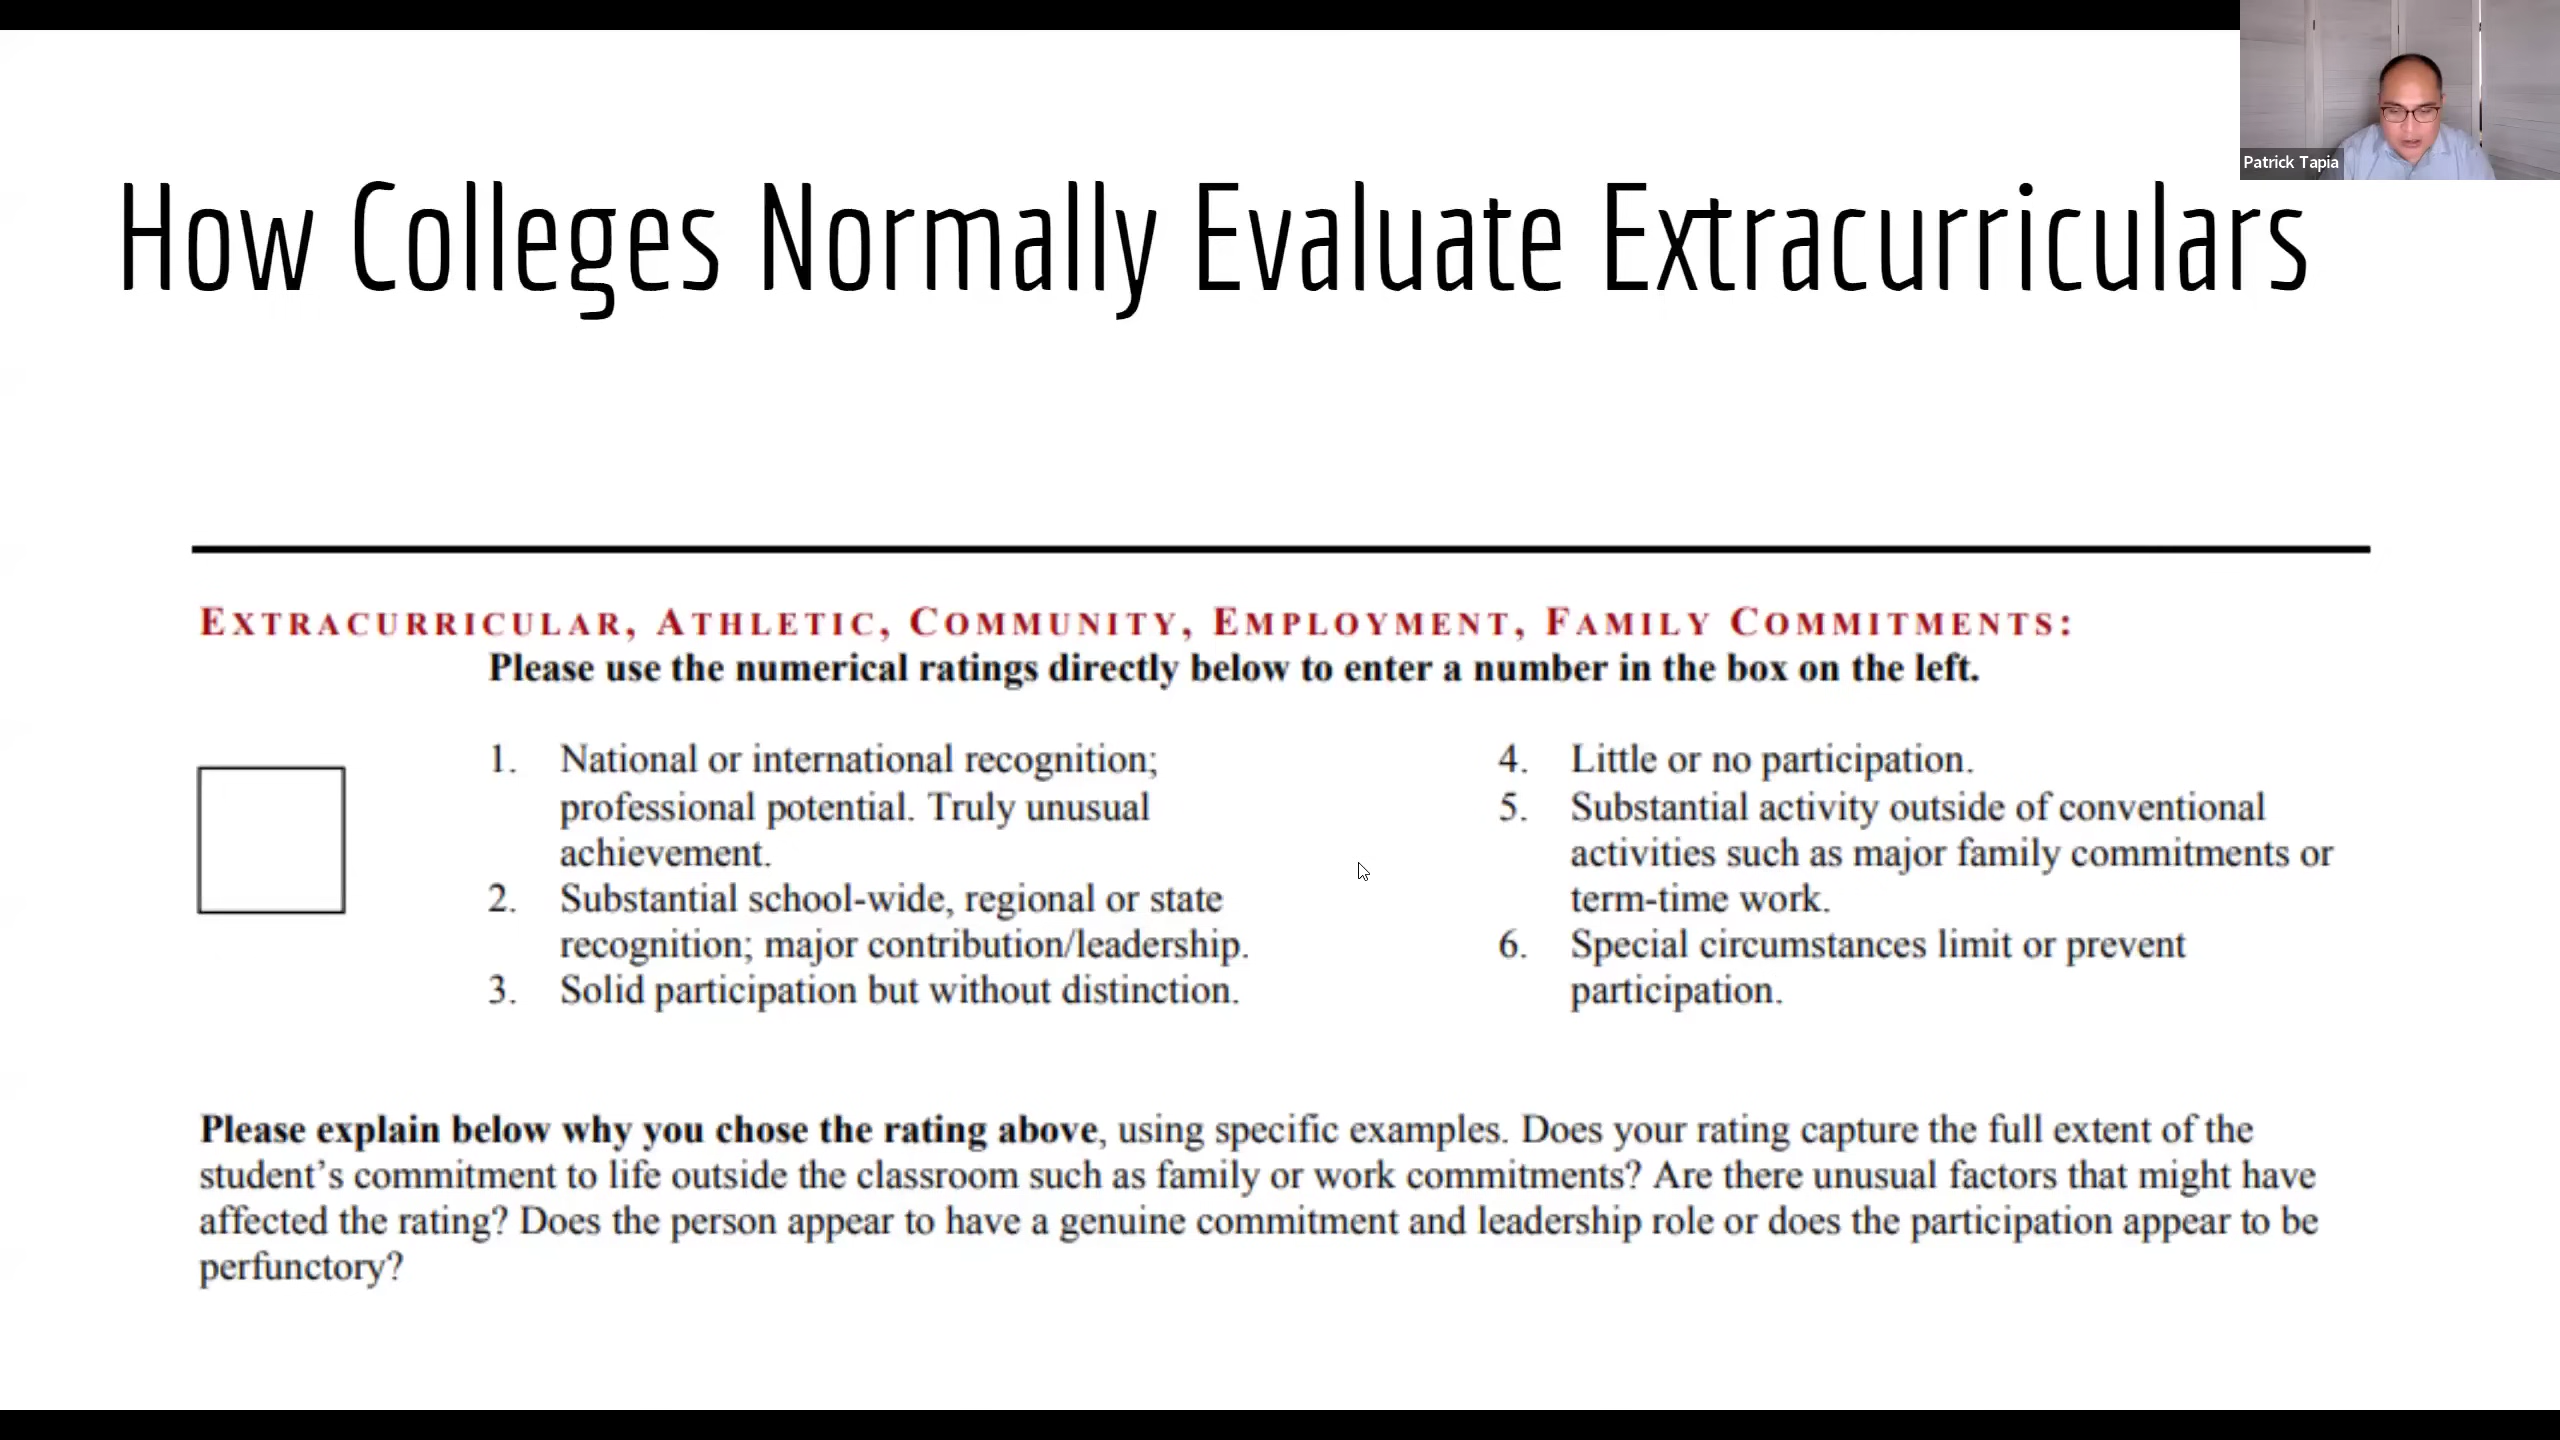 Patrick Tapia
How Colleges Normally Evaluate Extracurriculars
EXTRACURRICULAR, ATHLETIC, COMMUNITY, EMPLOYMENT, FAMILY COMMITMENTS:
Please use the numerical ratings directly below to enter a number in the box on the left.
1. National or international recognition;
professional potential. Truly unusual
achievement.
2. Substantial school-wide, regional or state
recognition; major contribution/leadership.
3. Solid participation but without distinction.
4. Little or no participation.
5. Substantial activity outside of conventional
activities such as major family commitments or
term-time work.
6. Special circumstances limit or prevent
participation.
Please explain below why you chose the rating above, using specific examples. Does your rating capture the full extent of the
student’s commitment to life outside the classroom such as family or work commitments? Are there unusual factors that might have
affected the rating? Does the person appear to have a genuine commitment and leadership role or does the participation appear to be
perfunctory?